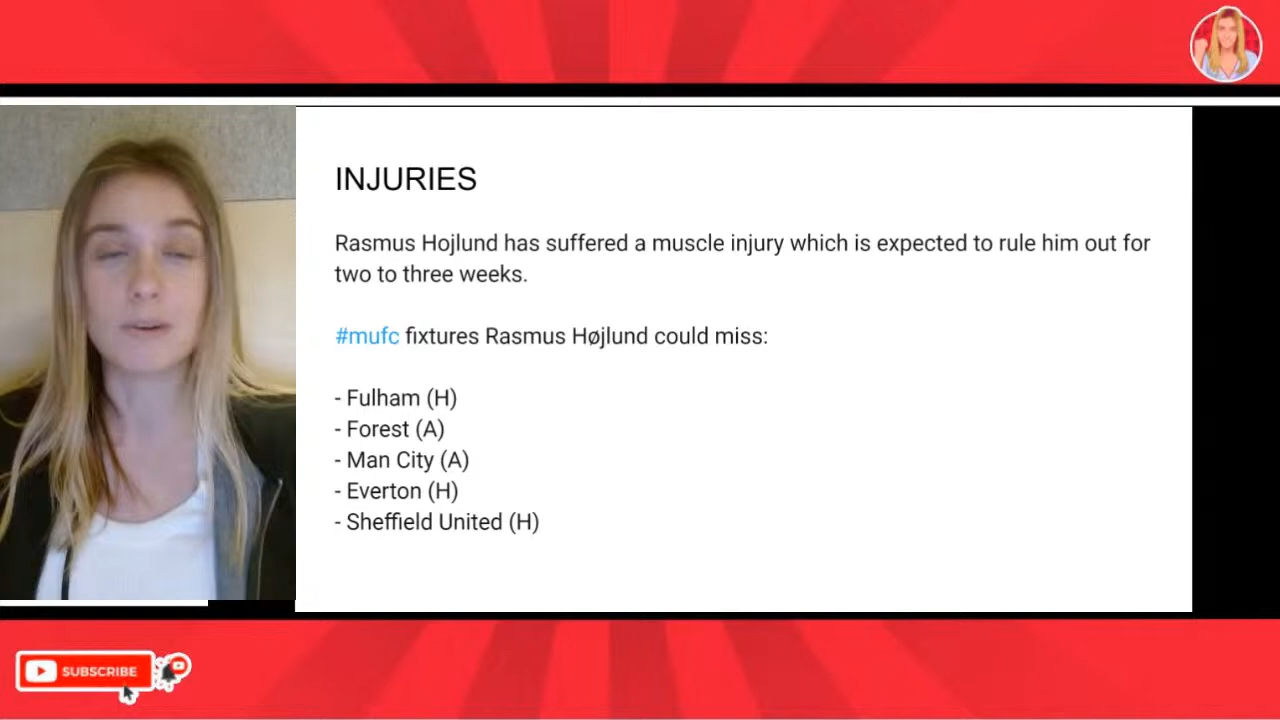 INJURIES
Rasmus Hojlund has suffered a muscle injury which is expected to rule him out for
two to three weeks.
#mufc fixtures Rasmus Højlund could miss:
- Fulham (H)
- Forest (A)
- Man City (A)
- Everton (H)
- Sheffield United (H)
SUBSCRIBE